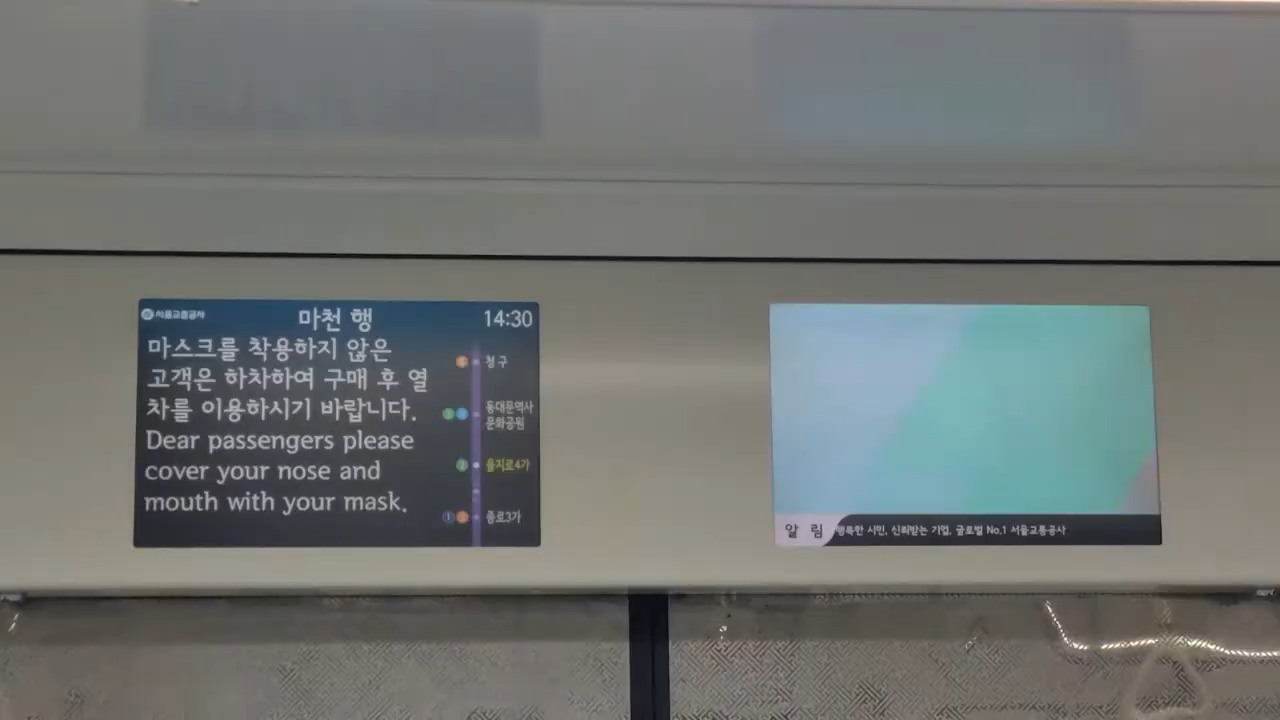 서울교통공사
마천 행
14:30
마스크를 착용하지 않은
고객은 하차하여 구매 후 열
차를 이용하시기 바랍니다.
Dear passengers please
cover your nose and
mouth with your mask.
5
청구
동대문역사
문화공원
2
을지로4가
1
종로3가
알 림
행복한 시민, 신뢰받는 기업, 글로벌 No.1 서울교통공사